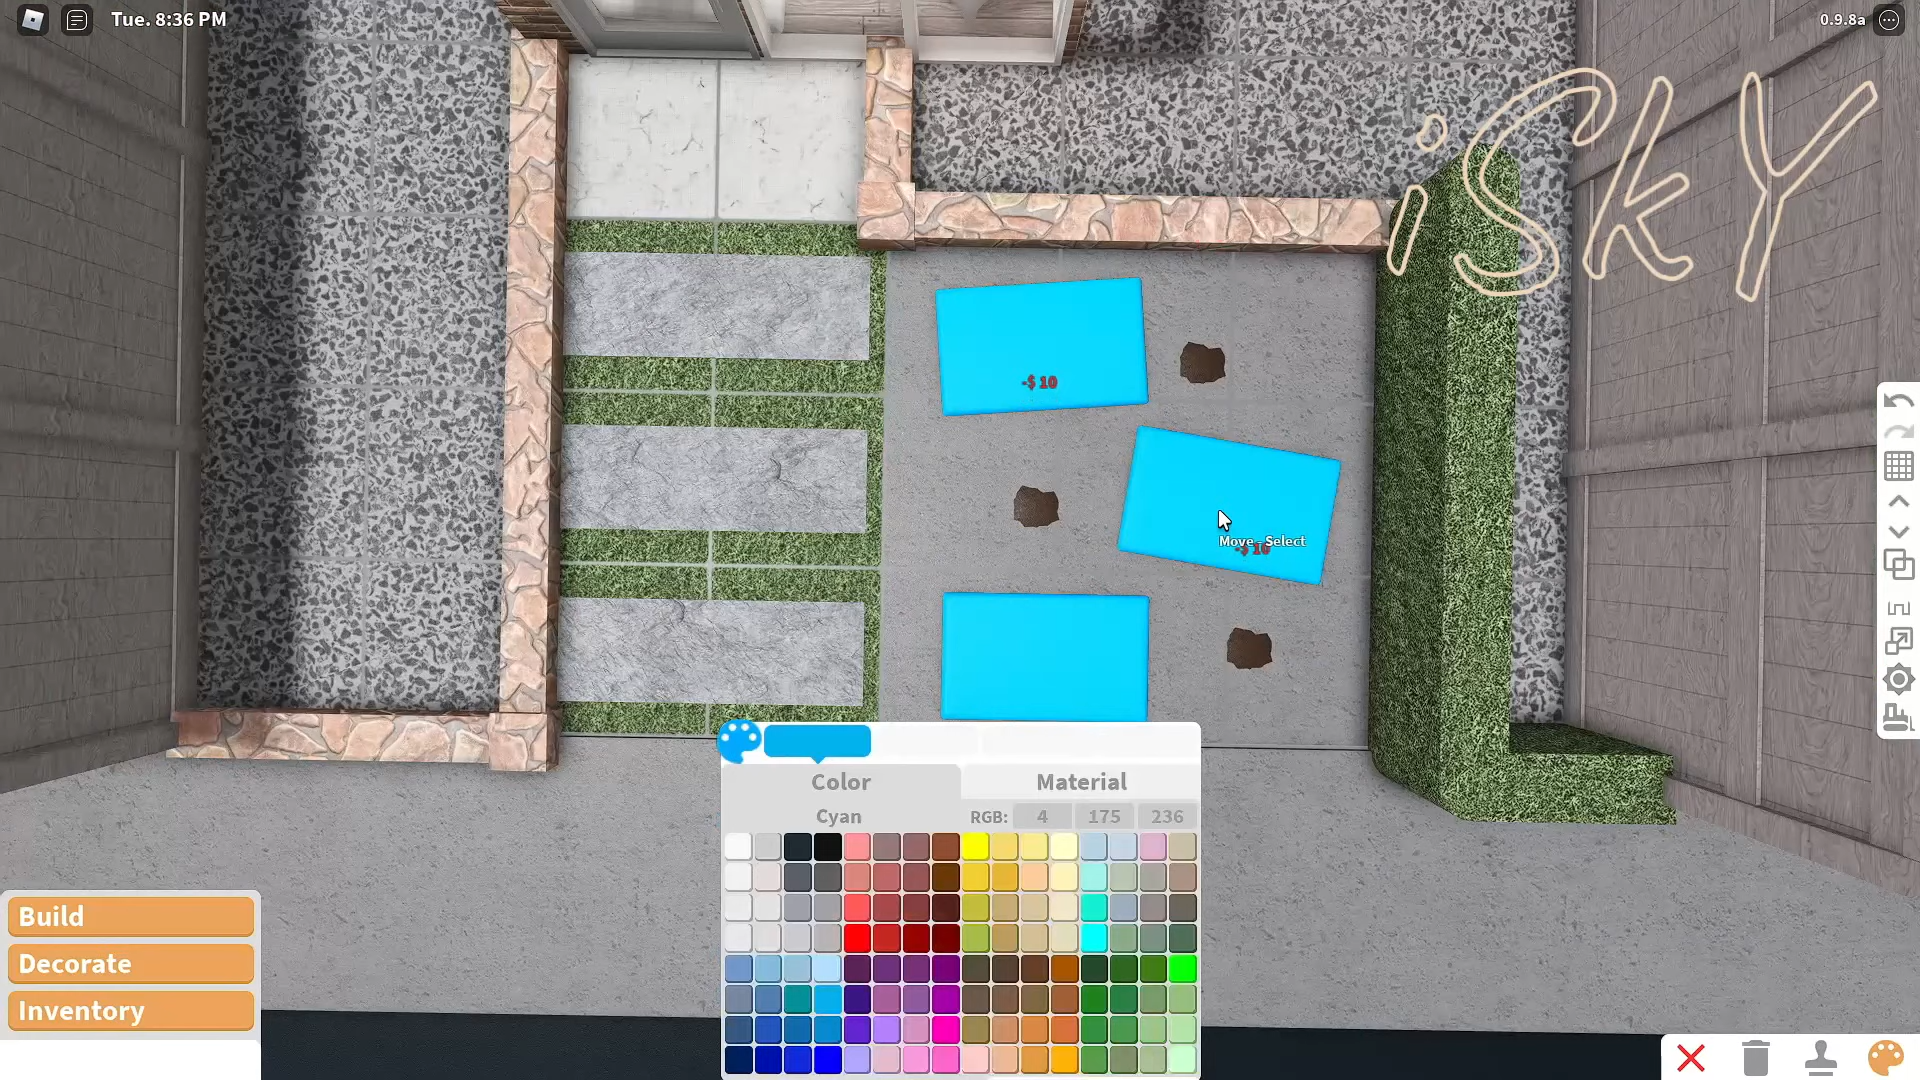 Tue. 8:36 PM
0.9.8a
iSkY
-$ 10
Move - Select
-$ 10
Color
Material
Cyan
RGB: 4 175 236
Build
Decorate
Inventory